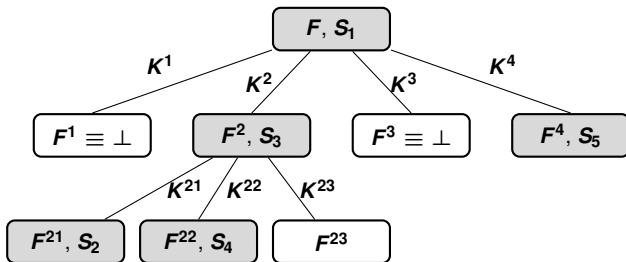 F, S₁
K¹ K² K³ K⁴
F¹ ≡ ⊥ F², S₃ F³ ≡ ⊥ F⁴, S₅
K²¹ K²² K²³
F²¹, S₂ F²², S₄ F²³